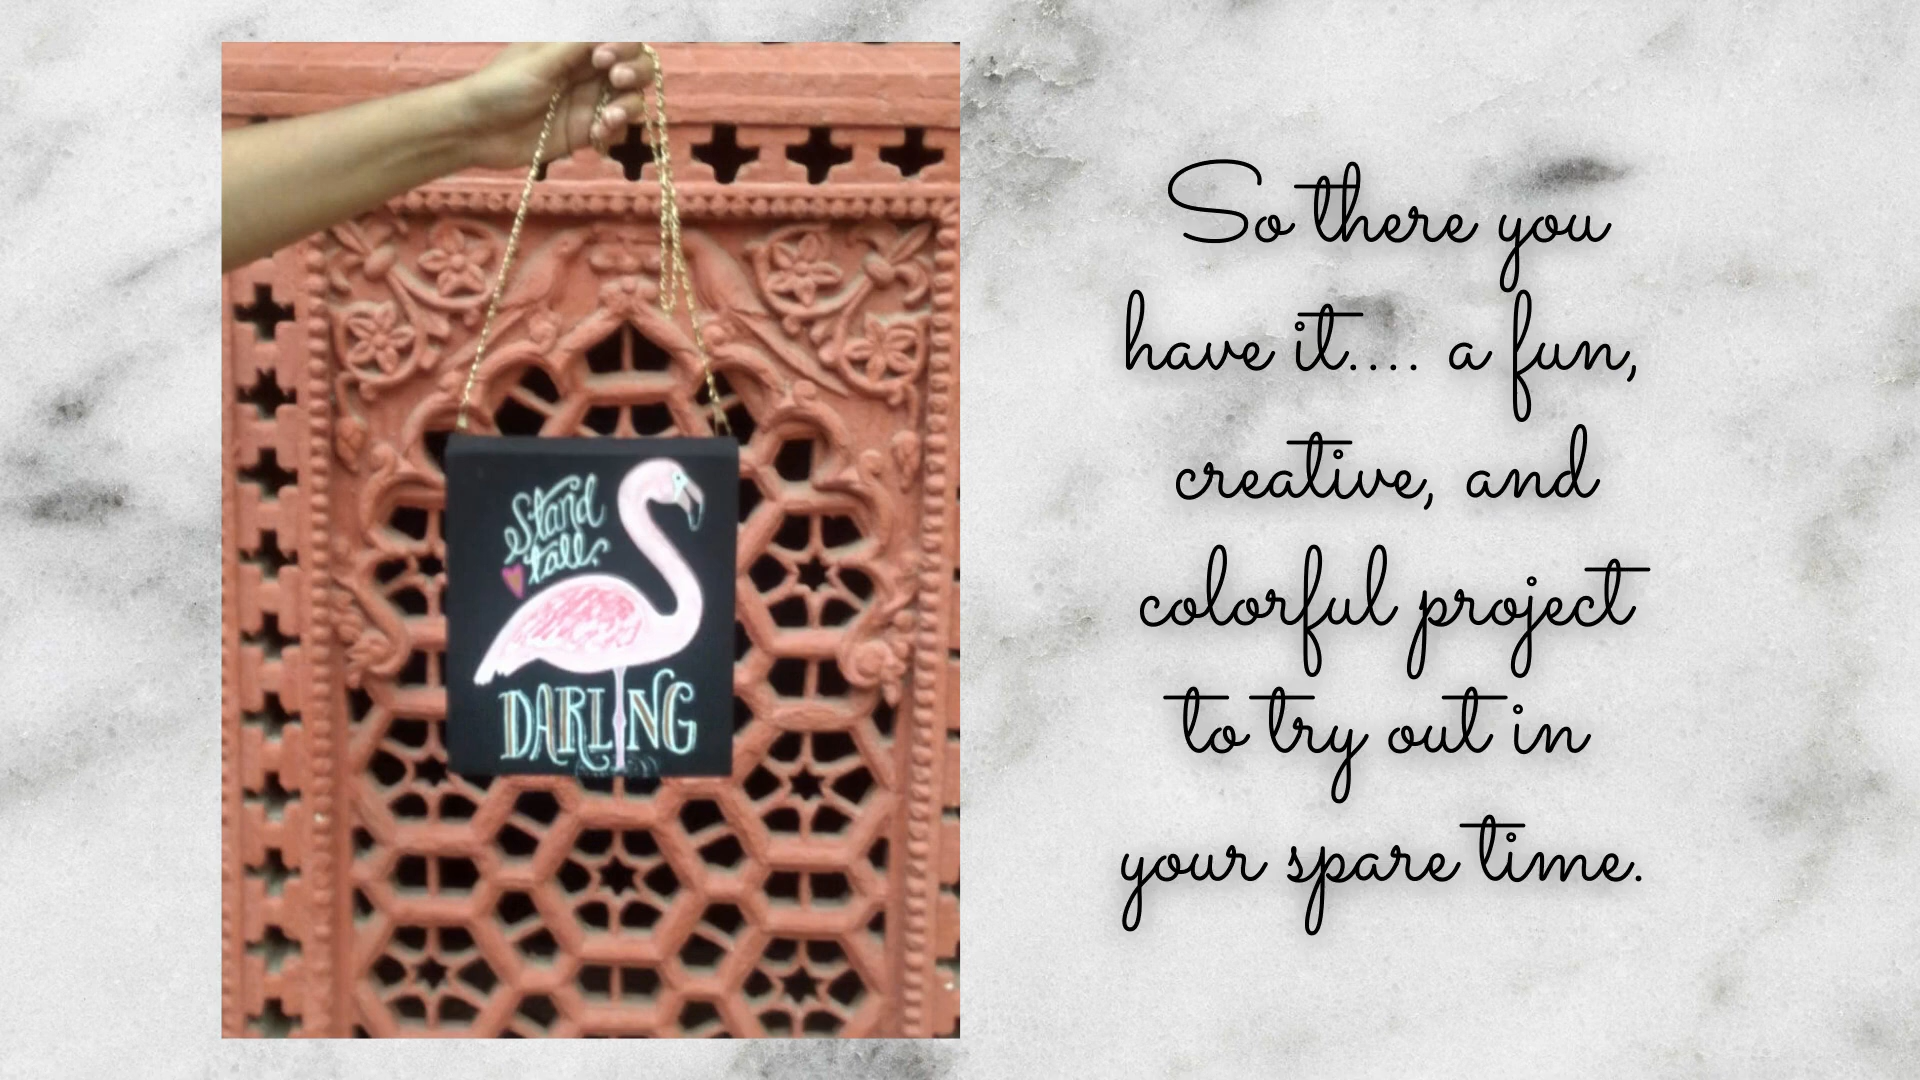 Stand
tall
DARLING
So there you
have it.... a fun,
creative, and
colorful project
to try out in
your spare time.